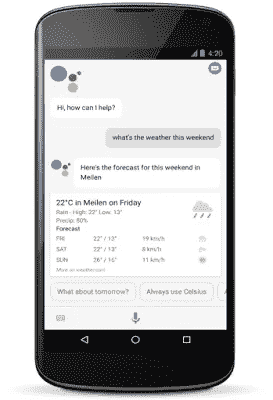 4:20
Hi, how can I help?
what's the weather this weekend
Here's the forecast for this weekend in
Meilen
22°C in Meilen on Friday
Rain - High: 22° Low: 13°
Precip: 80%
Forecast
FRI 22° / 13° 19 km/h
SAT 22° / 13° 8 km/h
SUN 26° / 16° 11 km/h
More on weather.com
What about tomorrow? Always use Celsius